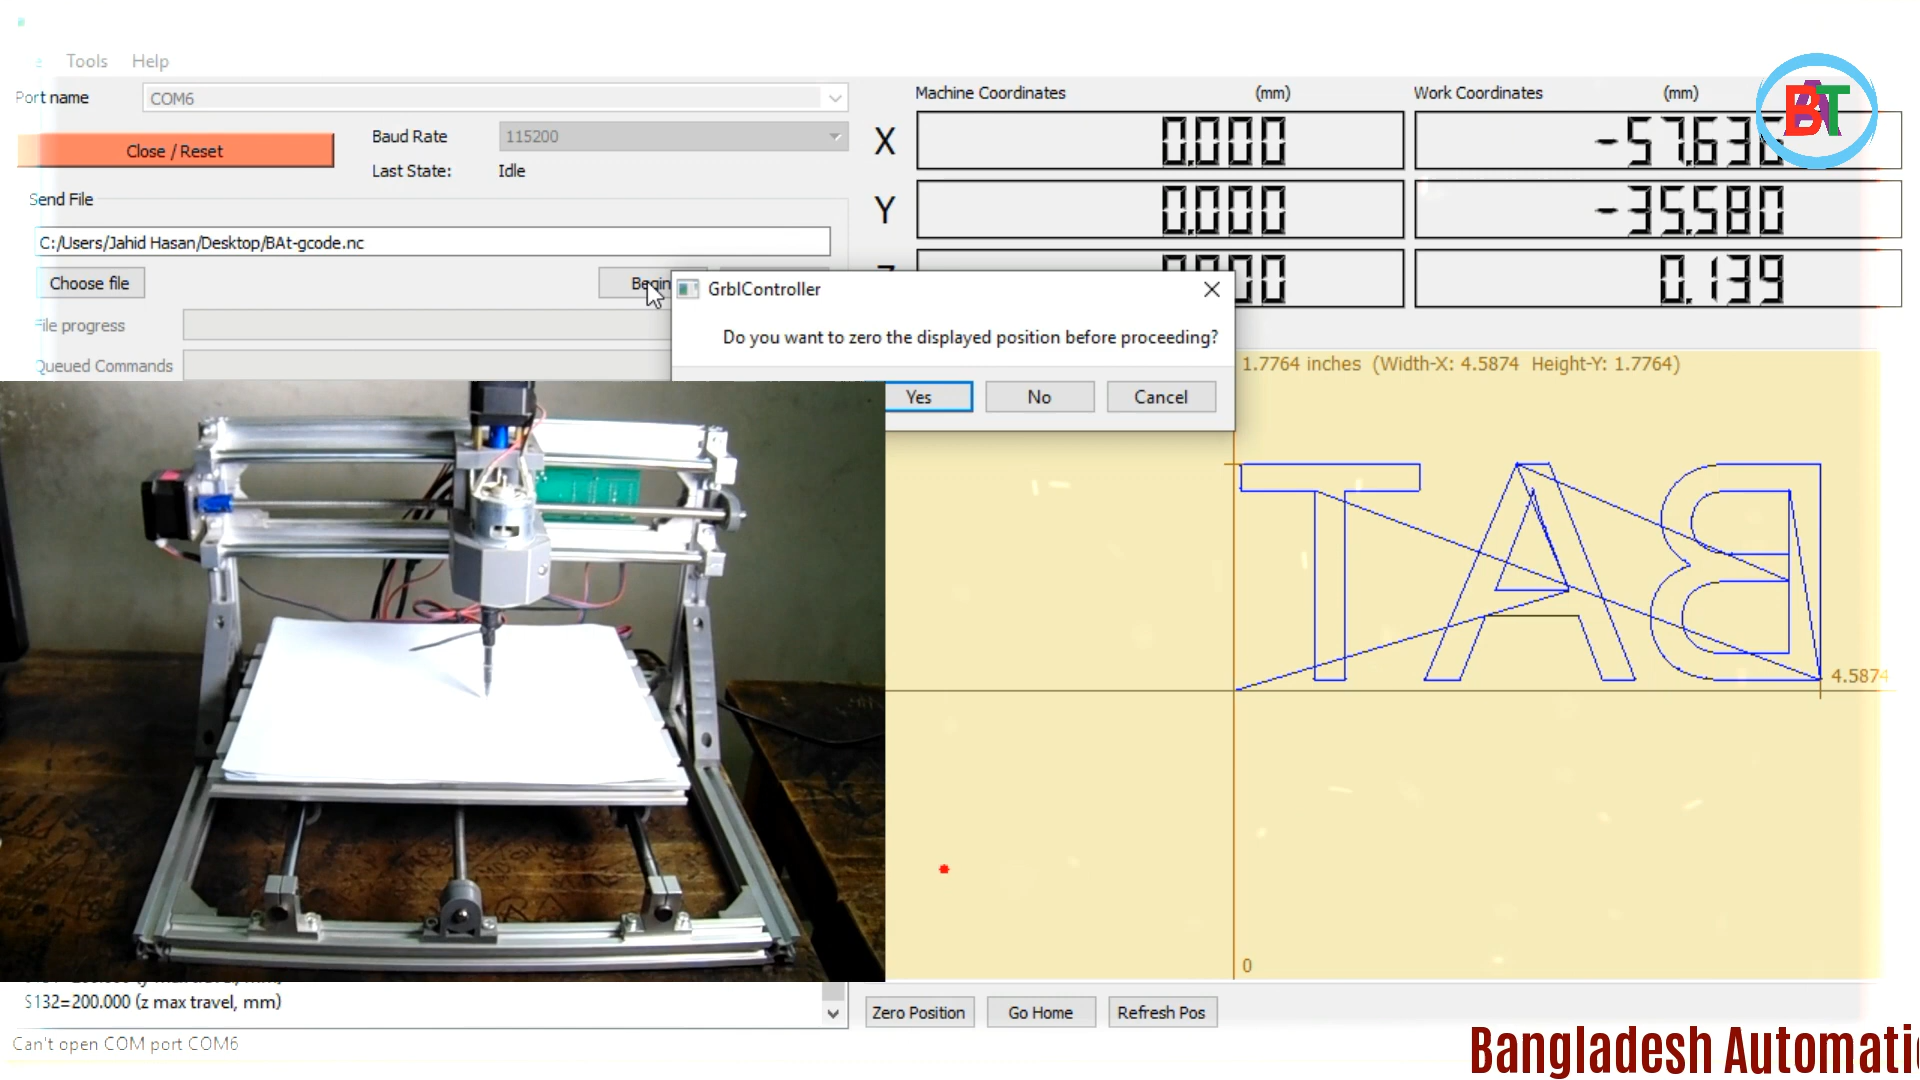 Tools Help
Port name COM6
Close / Reset
Baud Rate 115200
Last State: Idle
Send File
C:/Users/Jahid Hasan/Desktop/BAt-gcode.nc
Choose file
Begin
File progress
Queued Commands
Machine Coordinates (mm)
Work Coordinates (mm)
X 0.000
Y 0.000 -35.580
0.139
BAT
GrblController
Do you want to zero the displayed position before proceeding?
Yes No Cancel
1.7764 inches (Width-X: 4.5874 Height-Y: 1.7764)
4.5874
0
$132=200.000 (z max travel, mm)
Zero Position Go Home Refresh Pos
Can't open COM port COM6
Bangladesh Automati